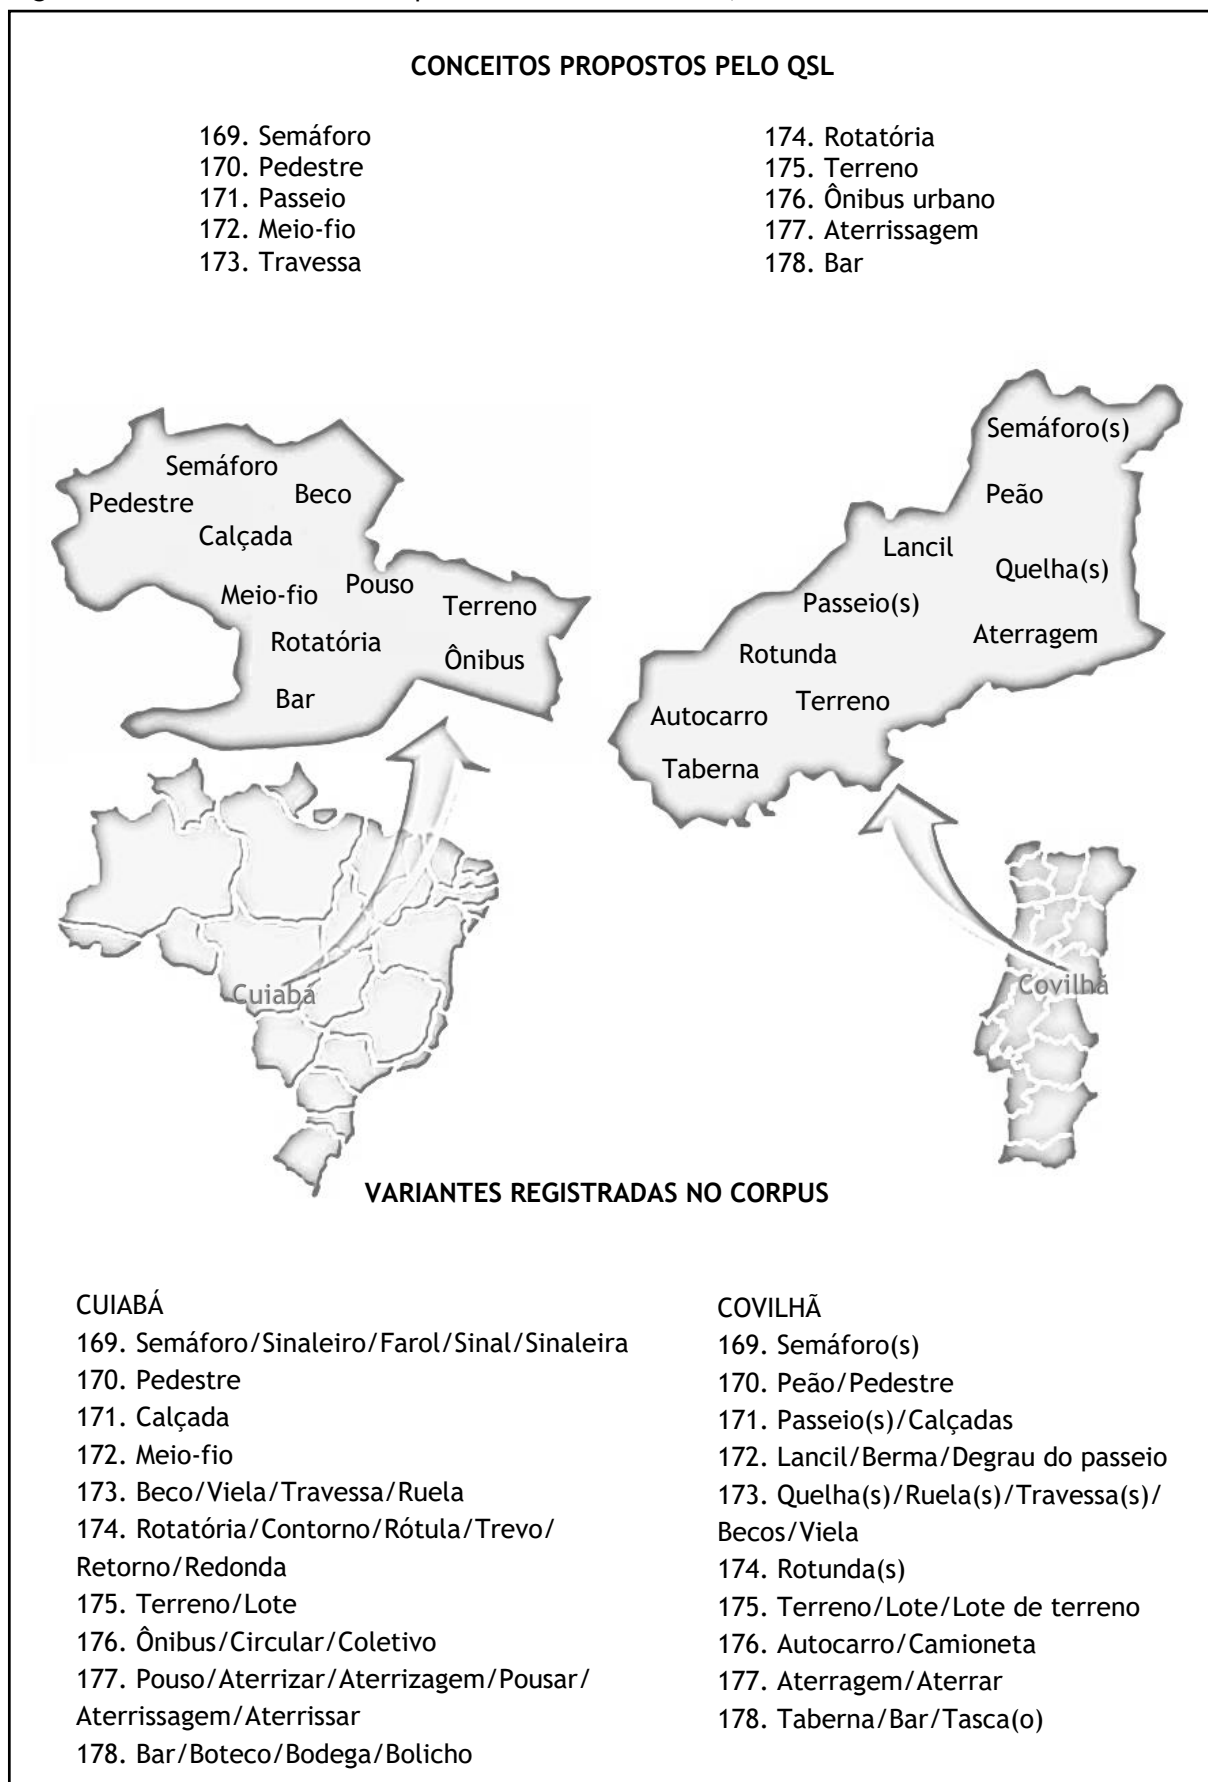 CONCEITOS PROPOSTOS PELO QSL
169. Semáforo
170. Pedestre
171. Passeio
172. Meio-fio
173. Travessa
174. Rotatória
175. Terreno
176. Ônibus urbano
177. Aterrissagem
178. Bar
Semáforo
Beco
Pedestre
Calçada
Pouso
Meio-fio
Terreno
Rotatória
Ônibus
Bar
Semáforo(s)
Peão
Lancil
Quelha(s)
Passeio(s)
Aterragem
Rotunda
Terreno
Autocarro
Taberna
Cuiabá
Covilhã
VARIANTES REGISTRADAS NO CORPUS
CUIABÁ
169. Semáforo/Sinaleiro/Farol/Sinal/Sinaleira
170. Pedestre
171. Calçada
172. Meio-fio
173. Beco/Viela/Travessa/Ruela
174. Rotatória/Contorno/Rótula/Trevo/
Retorno/Redonda
175. Terreno/Lote
176. Ônibus/Circular/Coletivo
177. Pouso/Aterrizar/Aterrizagem/Pousar/
Aterrissagem/Aterrissar
178. Bar/Boteco/Bodega/Bolicho
COVILHÃ
169. Semáforo(s)
170. Peão/Pedestre
171. Passeio(s)/Calçadas
172. Lancil/Berma/Degrau do passeio
173. Quelha(s)/Ruela(s)/Travessa(s)/
Becos/Viela
174. Rotunda(s)
175. Terreno/Lote/Lote de terreno
176. Autocarro/Camioneta
177. Aterragem/Aterrar
178. Taberna/Bar/Tasca(o)